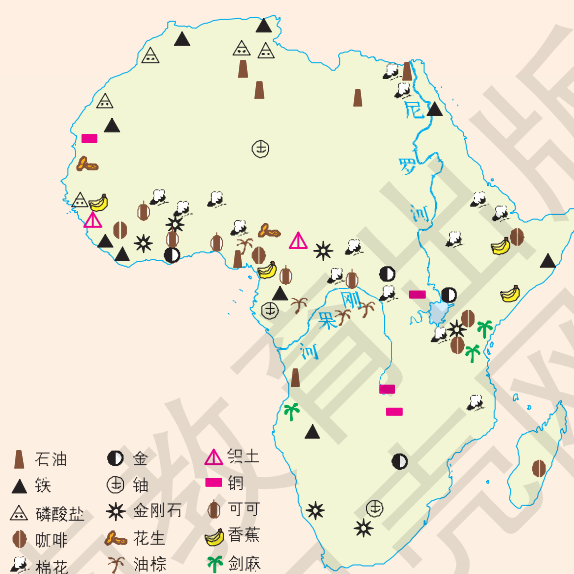 尼
罗
河
刚
果
河
石油 金 铝土
铁 铀 铜
磷酸盐 金刚石 可可
咖啡 花生 香蕉
棉花 油棕 剑麻